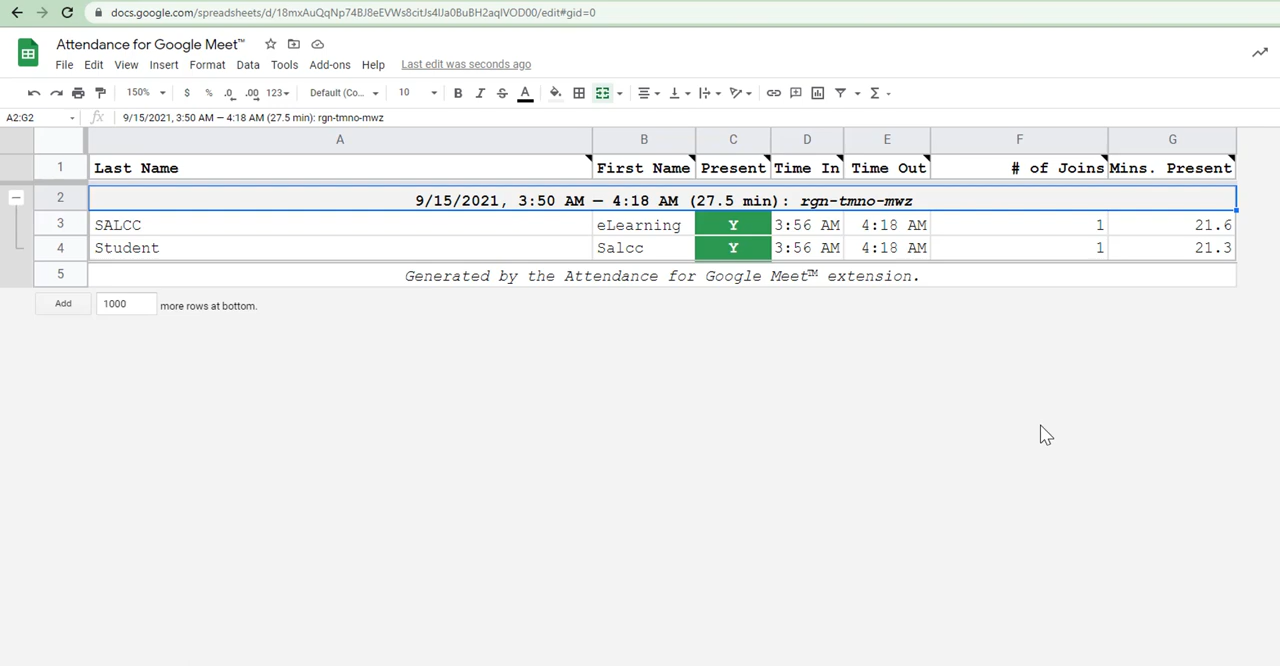 docs.google.com/spreadsheets/d/18mxAuQqNp74BJ8eEVWs8citJs4lJa0BuBH2aqlVOD00/edit#gid=0
Attendance for Google Meet™
File Edit View Insert Format Data Tools Add-ons Help Last edit was seconds ago
150% $ % .0 .00 123 Default (Co... 10 B I S A Σ
A2:G2 fx 9/15/2021, 3:50 AM — 4:18 AM (27.5 min): rgn-tmno-mwz
A B C D E F G
1 Last Name First Name Present Time In Time Out # of Joins Mins. Present
2 9/15/2021, 3:50 AM — 4:18 AM (27.5 min): rgn-tmno-mwz
3 SALCC eLearning Y 3:56 AM 4:18 AM 1 21.6
4 Student Salcc Y 3:56 AM 4:18 AM 1 21.3
5 Generated by the Attendance for Google Meet™ extension.
Add 1000 more rows at bottom.